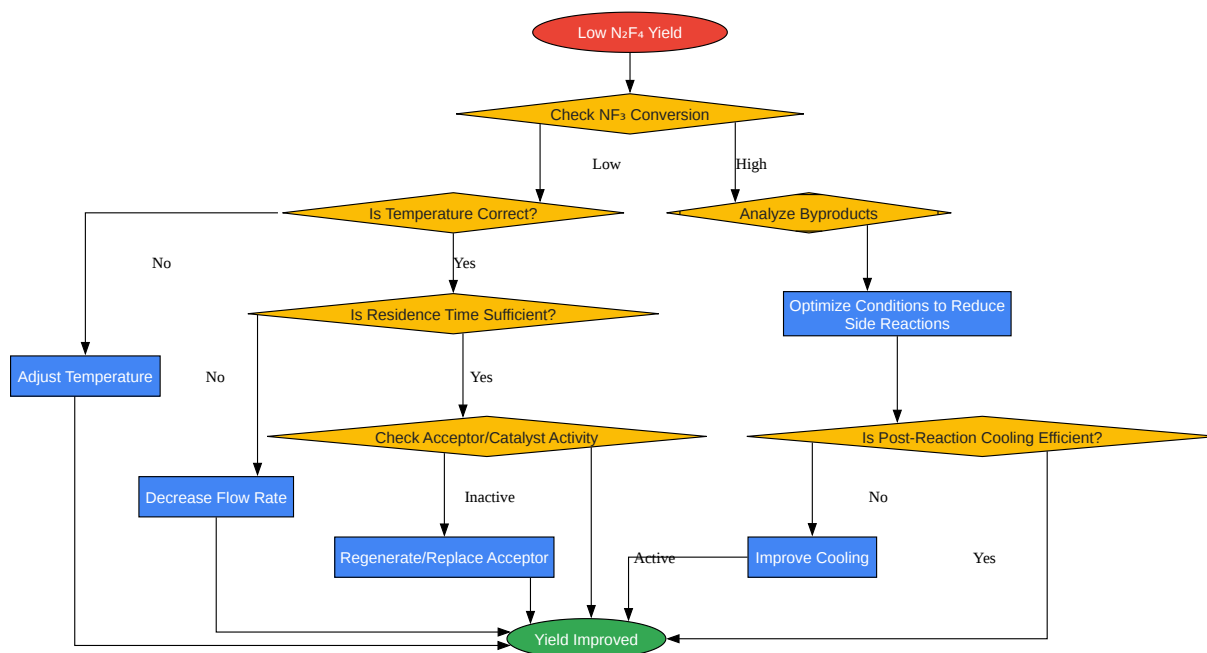 Low N₂F₄ Yield
Check NF₃ Conversion
Low
High
Is Temperature Correct?
Analyze Byproducts
No
Yes
Optimize Conditions to Reduce
Side Reactions
Is Residence Time Sufficient?
Adjust Temperature
No
Yes
Check Acceptor/Catalyst Activity
Is Post-Reaction Cooling Efficient?
Decrease Flow Rate
Inactive
No
Regenerate/Replace Acceptor
Active
Improve Cooling
Yes
Yield Improved